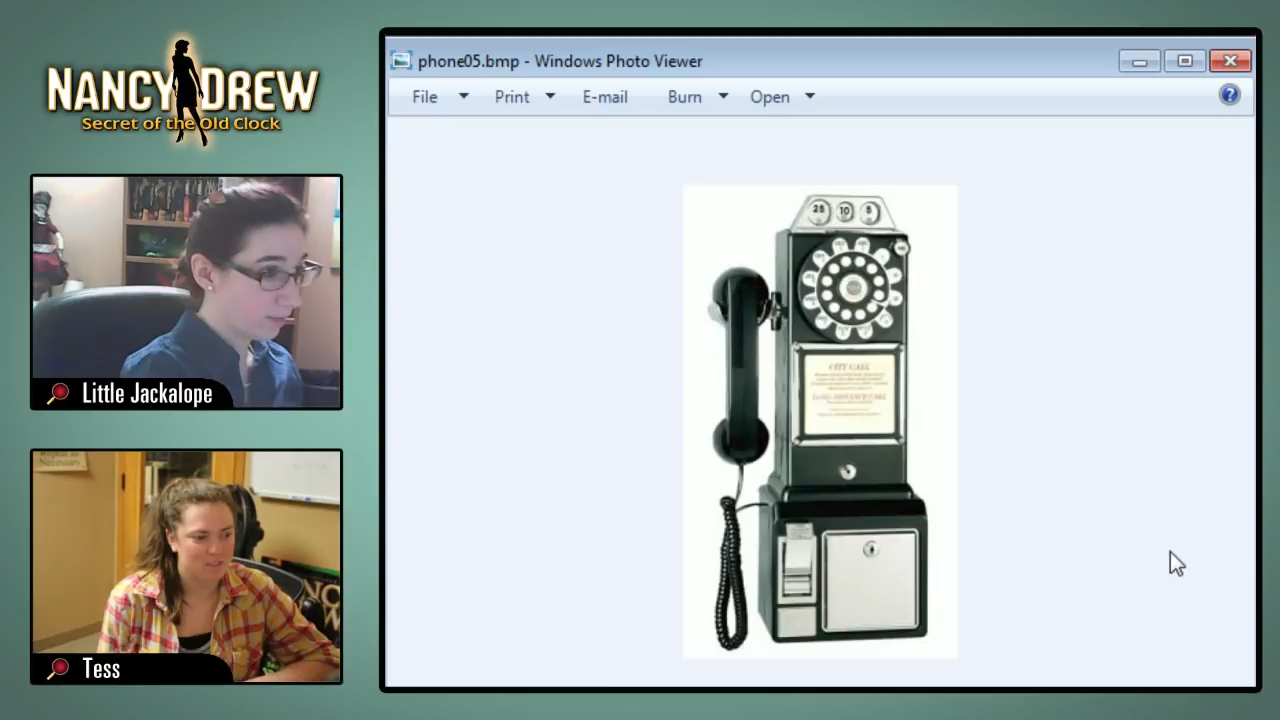 NANCY DREW
Secret of the Old Clock
phone05.bmp - Windows Photo Viewer
File Print E-mail Burn Open
?
25 10 5
CITY CALL
Little Jackalope
Necessary
Tess